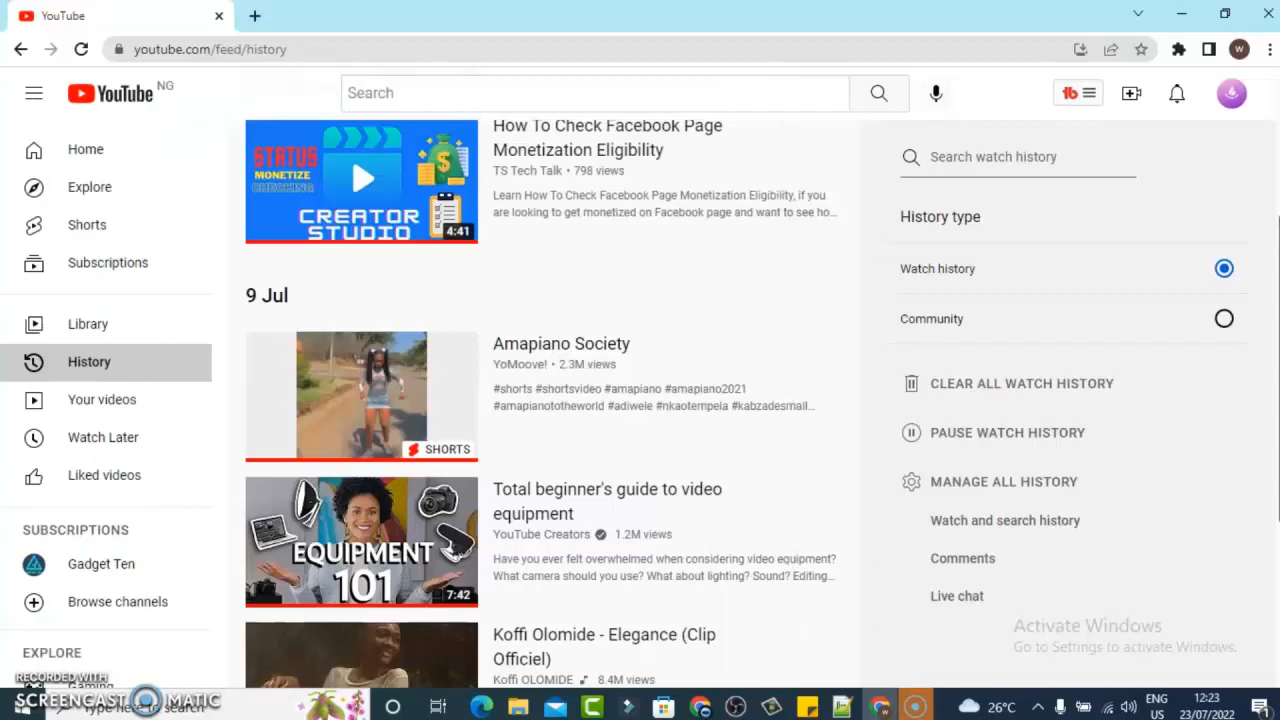 YouTube
youtube.com/feed/history
W
YouTube NG
Search
Home
Explore
Shorts
Subscriptions
Library
History
Your videos
Watch Later
Liked videos
SUBSCRIPTIONS
Gadget Ten
Browse channels
EXPLORE
Gaming
STATUS
MONETIZE
CHECKING
CREATOR
STUDIO
4:41
How To Check Facebook Page
Monetization Eligibility
TS Tech Talk • 798 views
Learn How To Check Facebook Page Monetization Eligibility, if you
are looking to get monetized on Facebook page and want to see ho...
9 Jul
SHORTS
Amapiano Society
YoMoove! • 2.3M views
#shorts #shortsvideo #amapiano #amapiano2021
#amapianototheworld #adiwele #nkaotempela #kabzadesmall...
EQUIPMENT
101
7:42
Total beginner's guide to video
equipment
YouTube Creators 1.2M views
Have you ever felt overwhelmed when considering video equipment?
What camera should you use? What about lighting? Sound? Editing...
Koffi Olomide - Elegance (Clip
Officiel)
Koffi OLOMIDE 8.4M views
Search watch history
History type
Watch history
Community
CLEAR ALL WATCH HISTORY
PAUSE WATCH HISTORY
MANAGE ALL HISTORY
Watch and search history
Comments
Live chat
Activate Windows
Go to Settings to activate Windows.
RECORDED WITH
SCREENCAST MATIC
Type here to search
26°C
ENG
US
12:23
23/07/2022